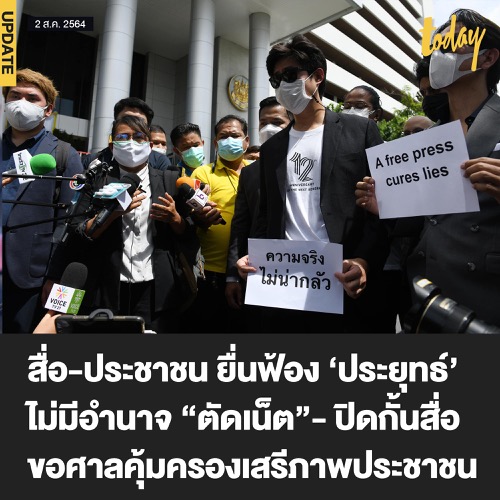 UPDATE
2 ส.ค. 2564
today
A free press
cures lies
12
ความจริง
ไม่น่ากลัว
VOICE
สื่อ-ประชาชน ยื่นฟ้อง ‘ประยุทธ์’
ไม่มีอำนาจ “ตัดเน็ต”- ปิดกั้นสื่อ
ขอศาลคุ้มครองเสรีภาพประชาชน